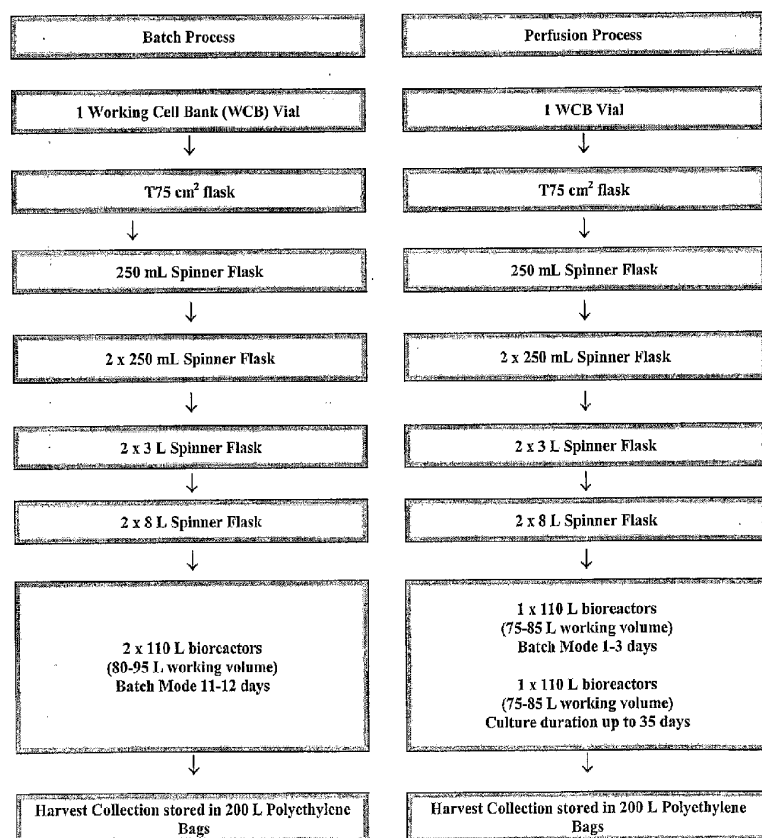 Batch Process
1 Working Cell Bank (WCB) Vial
T75 cm² flask
250 mL Spinner Flask
2 x 250 mL Spinner Flask
2 x 3 L Spinner Flask
2 x 8 L Spinner Flask
2 x 110 L bioreactors
(80-95 L working volume)
Batch Mode 11-12 days
Harvest Collection stored in 200 L Polyethylene
Bags
Perfusion Process
1 WCB Vial
T75 cm² flask
250 mL Spinner Flask
2 x 250 mL Spinner Flask
2 x 3 L Spinner Flask
2 x 8 L Spinner Flask
1 x 110 L bioreactors
(75-85 L working volume)
Batch Mode 1-3 days
1 x 110 L bioreactors
(75-85 L working volume)
Culture duration up to 35 days
Harvest Collection stored in 200 L Polyethylene
Bags